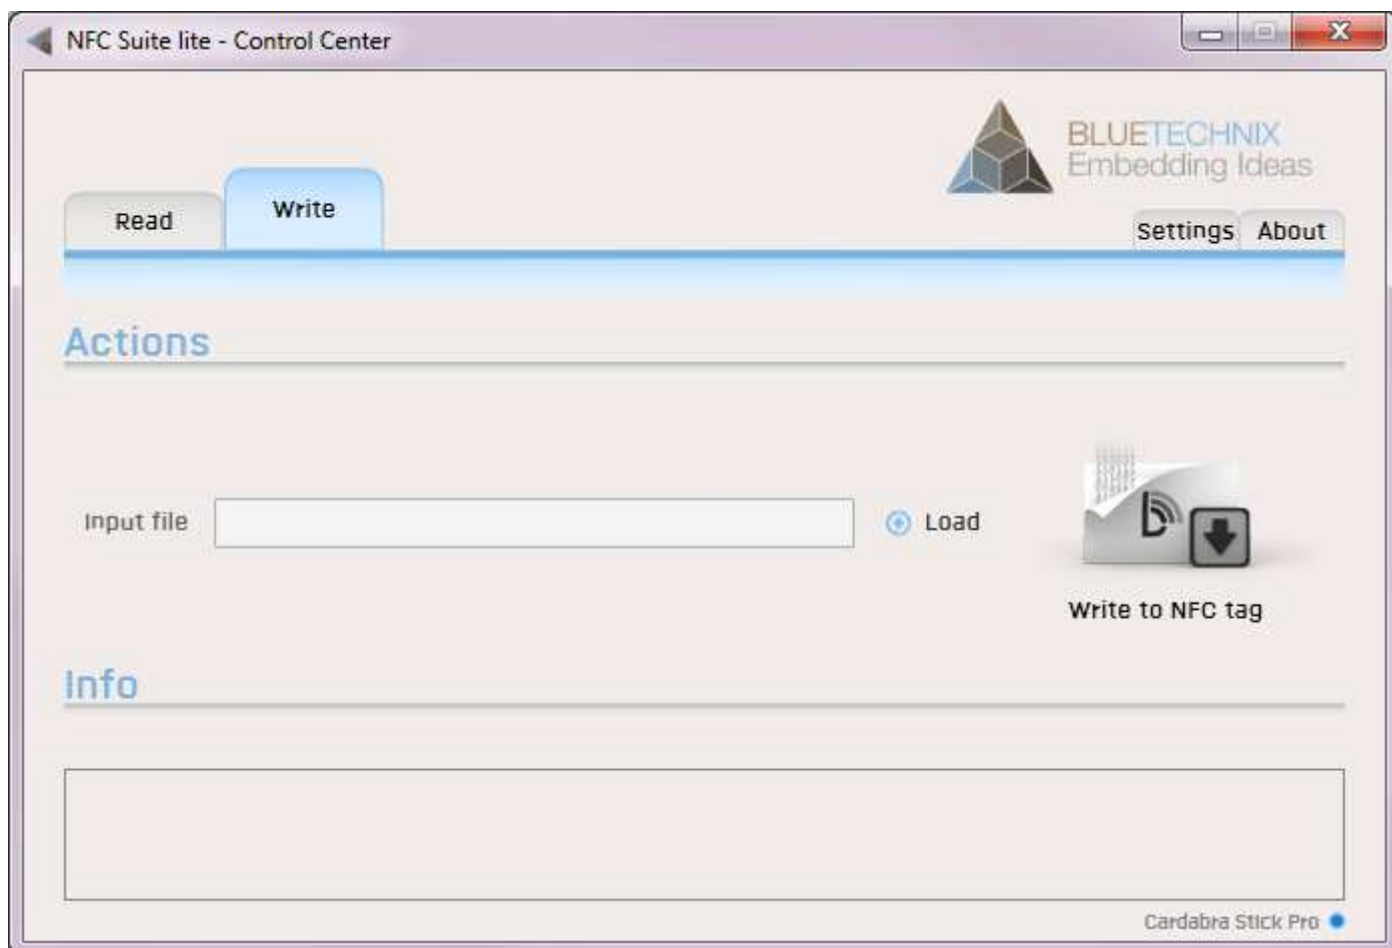 NFC Suite lite - Control Center
BLUETECHNIX
Embedding Ideas
Read
Write
Settings
About
Actions
Input file
Load
Write to NFC tag
Info
Cardabra Stick Pro